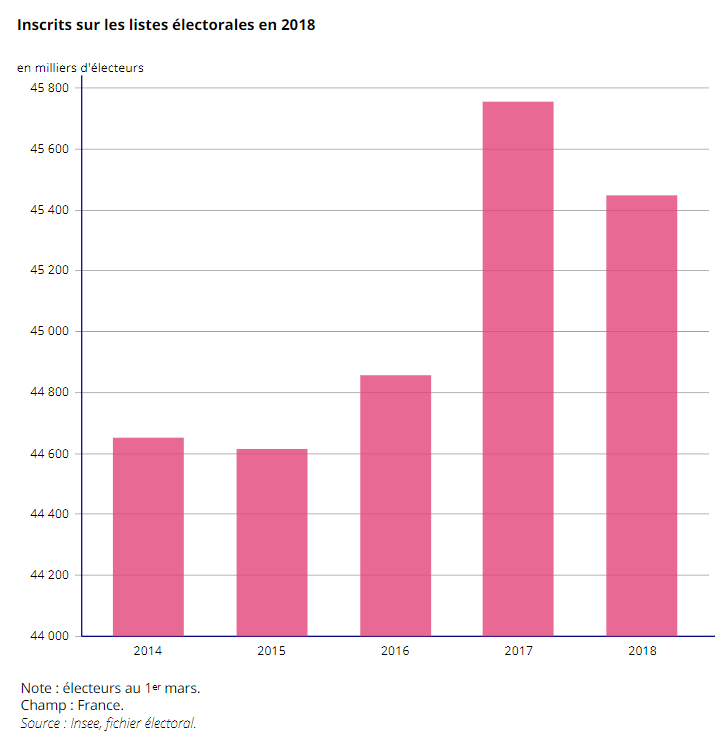 Inscrits sur les listes électorales en 2018
en milliers d'électeurs
45 800
45 600
45 400
45 200
45 000
44 800
44 600
44 400
44 200
44 000
2014 2015 2016 2017 2018
Note : électeurs au 1er mars.
Champ : France.
Source : Insee, fichier électoral.